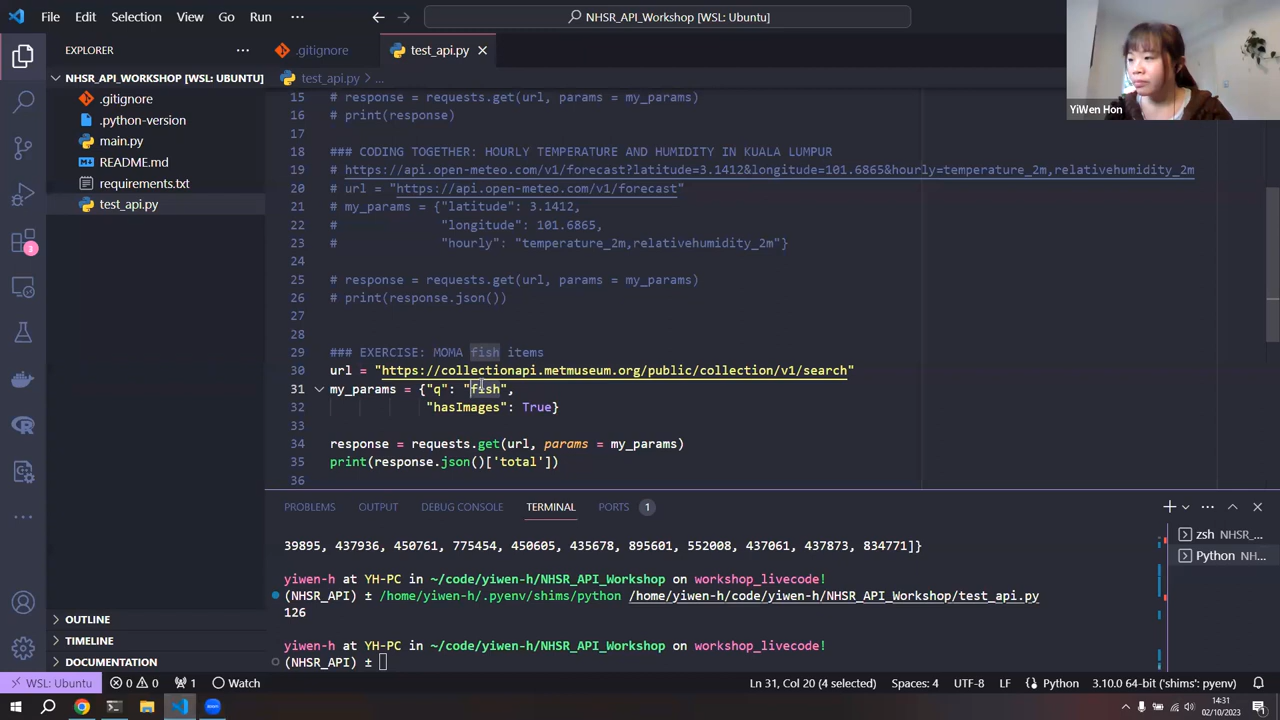 File Edit Selection View Go Run ···
NHSR_API_Workshop [WSL: Ubuntu]
YiWen Hon
EXPLORER
NHSR_API_WORKSHOP [WSL: UBUNTU]
.gitignore
.python-version
main.py
README.md
requirements.txt
test_api.py
OUTLINE
TIMELINE
DOCUMENTATION
3
1
.gitignore
test_api.py
test_api.py > ...
15 # response = requests.get(url, params = my_params)
16 # print(response)
17
18 ### CODING TOGETHER: HOURLY TEMPERATURE AND HUMIDITY IN KUALA LUMPUR
19 # https://api.open-meteo.com/v1/forecast?latitude=3.1412&longitude=101.6865&hourly=temperature_2m,relativehumidity_2m
20 # url = "https://api.open-meteo.com/v1/forecast"
21 # my_params = {"latitude": 3.1412,
22 # "longitude": 101.6865,
23 # "hourly": "temperature_2m,relativehumidity_2m"}
24
25 # response = requests.get(url, params = my_params)
26 # print(response.json())
27
28
29 ### EXERCISE: MOMA fish items
30 url = "https://collectionapi.metmuseum.org/public/collection/v1/search"
31 my_params = {"q": "fish",
32 "hasImages": True}
33
34 response = requests.get(url, params = my_params)
35 print(response.json()['total'])
36
PROBLEMS OUTPUT DEBUG CONSOLE TERMINAL PORTS 1
39895, 437936, 450761, 775454, 450605, 435678, 895601, 552008, 437061, 437873, 834771]}
yiwen-h at YH-PC in ~/code/yiwen-h/NHSR_API_Workshop on workshop_livecode!
(NHSR_API) ± /home/yiwen-h/.pyenv/shims/python /home/yiwen-h/code/yiwen-h/NHSR_API_Workshop/test_api.py
126
yiwen-h at YH-PC in ~/code/yiwen-h/NHSR_API_Workshop on workshop_livecode!
(NHSR_API) ±
zsh NHSR_...
Python NH...
WSL: Ubuntu 0 0 1 Watch Ln 31, Col 20 (4 selected) Spaces: 4 UTF-8 LF Python 3.10.0 64-bit ('shims': pyenv)
14:31
02/10/2023